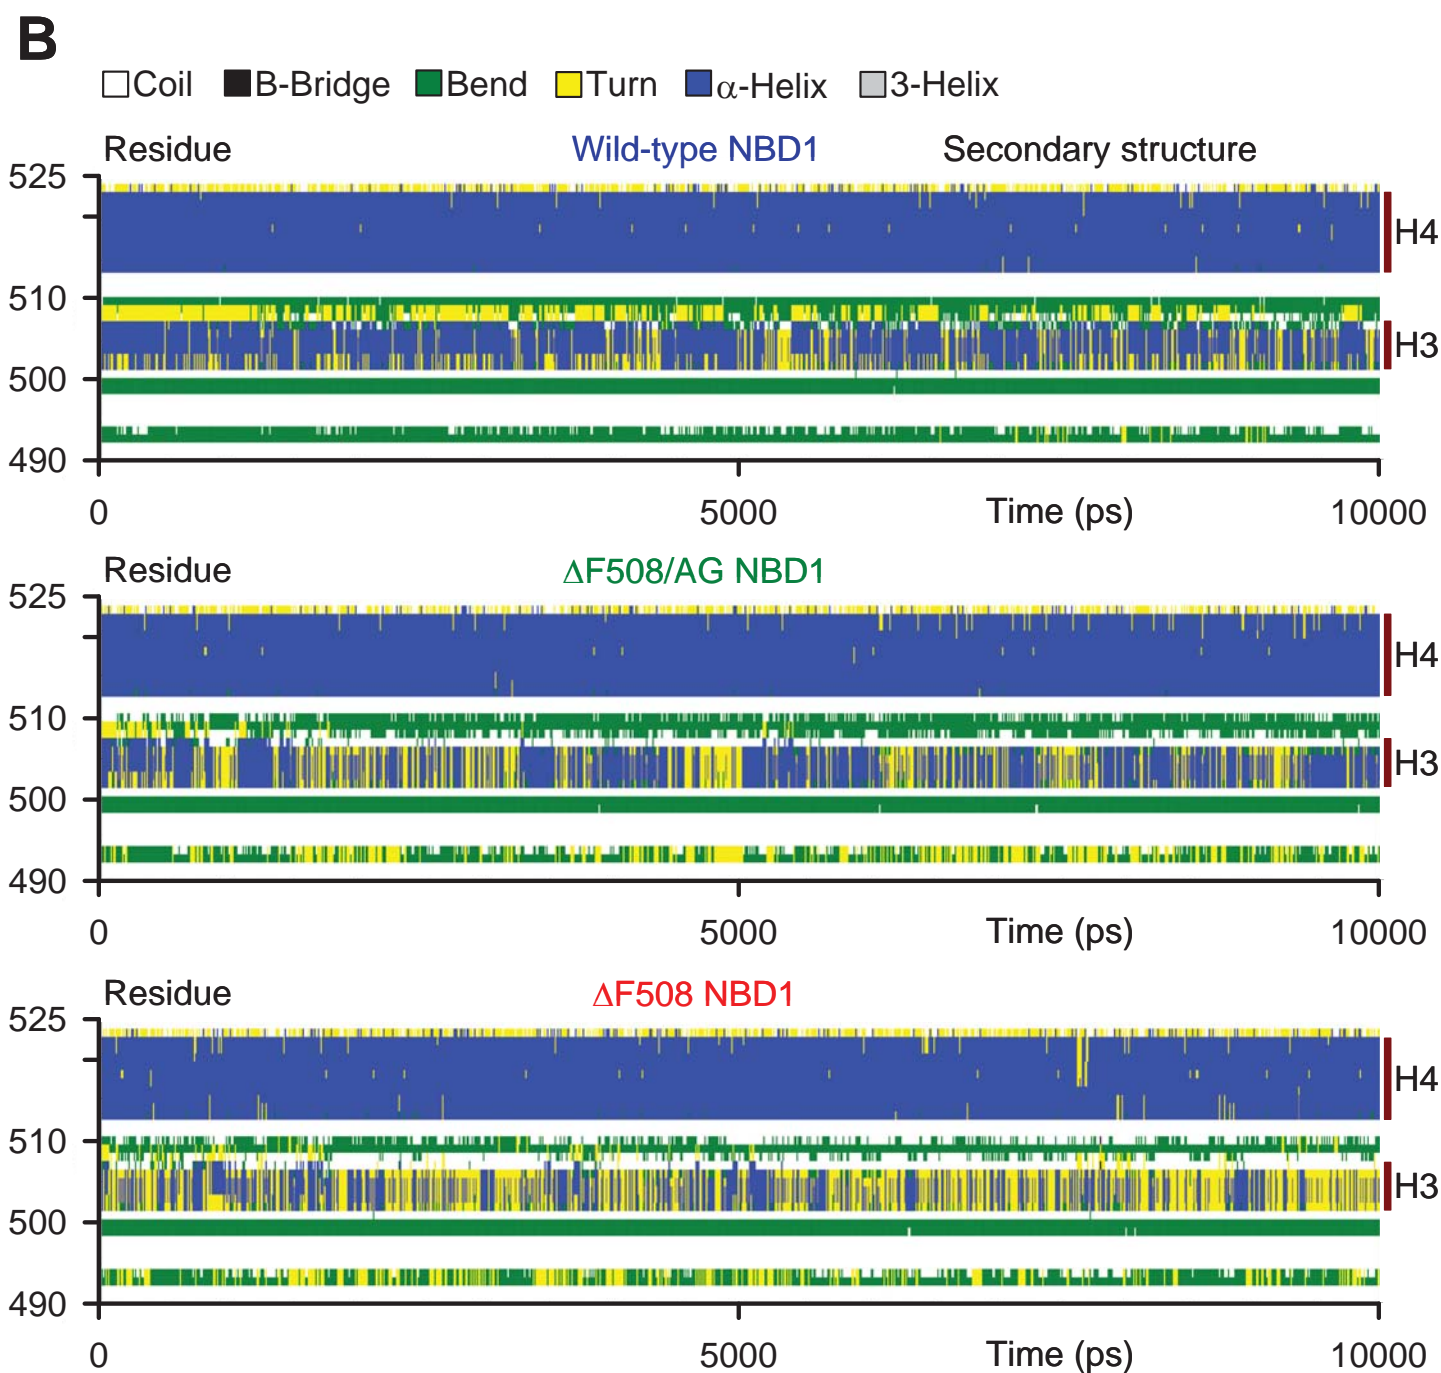 B
Coil B-Bridge Bend Turn α-Helix 3-Helix
Residue Wild-type NBD1 Secondary structure
525
H4
510
H3
500
490
0 5000 Time (ps) 10000
Residue ΔF508/AG NBD1
525
H4
510
H3
500
490
0 5000 Time (ps) 10000
Residue ΔF508 NBD1
525
H4
510
H3
500
490
0 5000 Time (ps) 10000